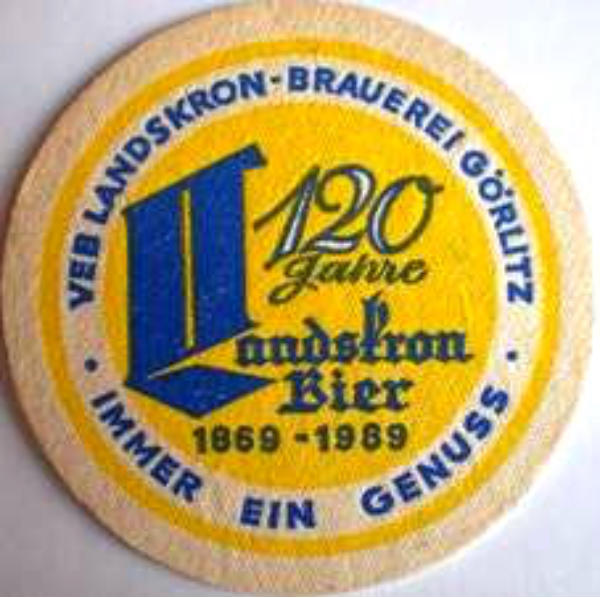 VEB LANDSKRON-BRAUEREI GÖRLITZ
120
Jahre
Landskron
Bier
1869 - 1989
• IMMER EIN GENUSS •